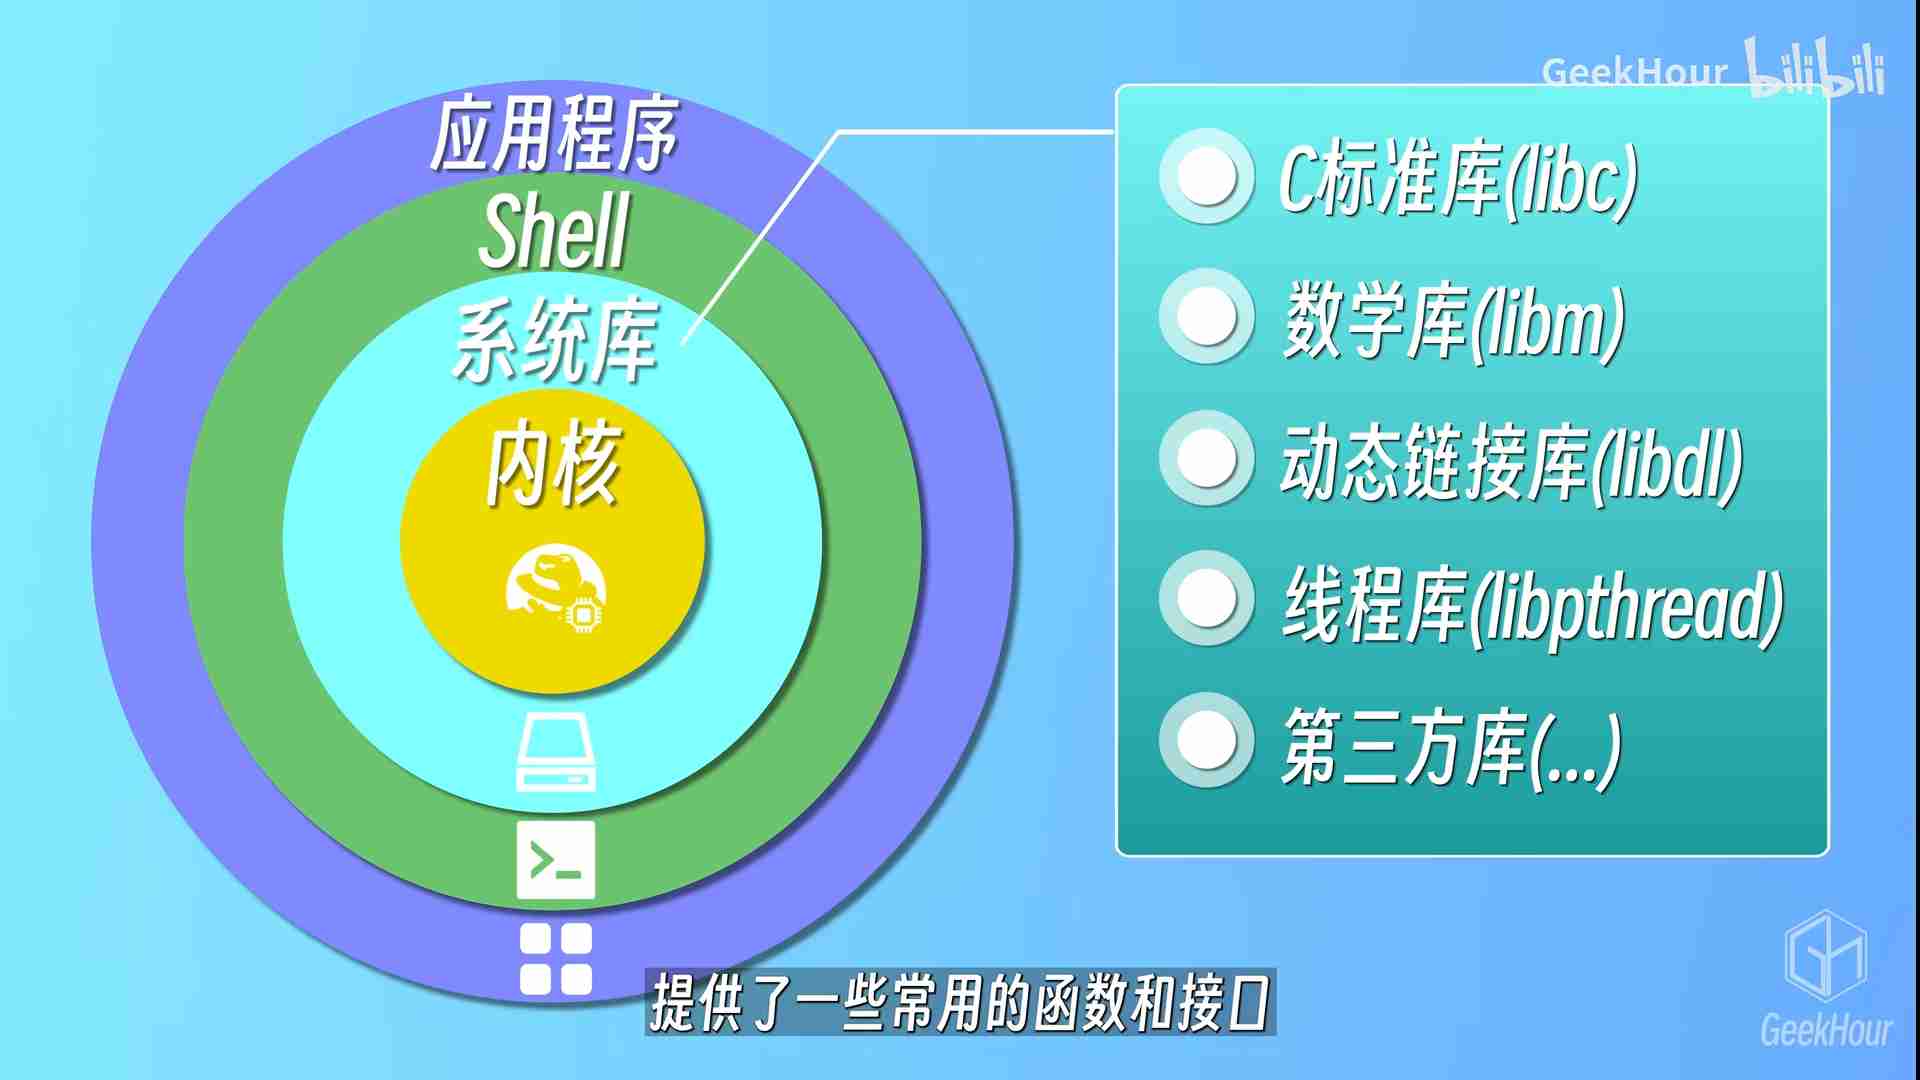 GeekHour bilibili
应用程序
Shell
系统库
内核
C标准库(libc)
数学库(libm)
动态链接库(libdl)
线程库(libpthread)
第三方库(...)
提供了一些常用的函数和接口
GeekHour